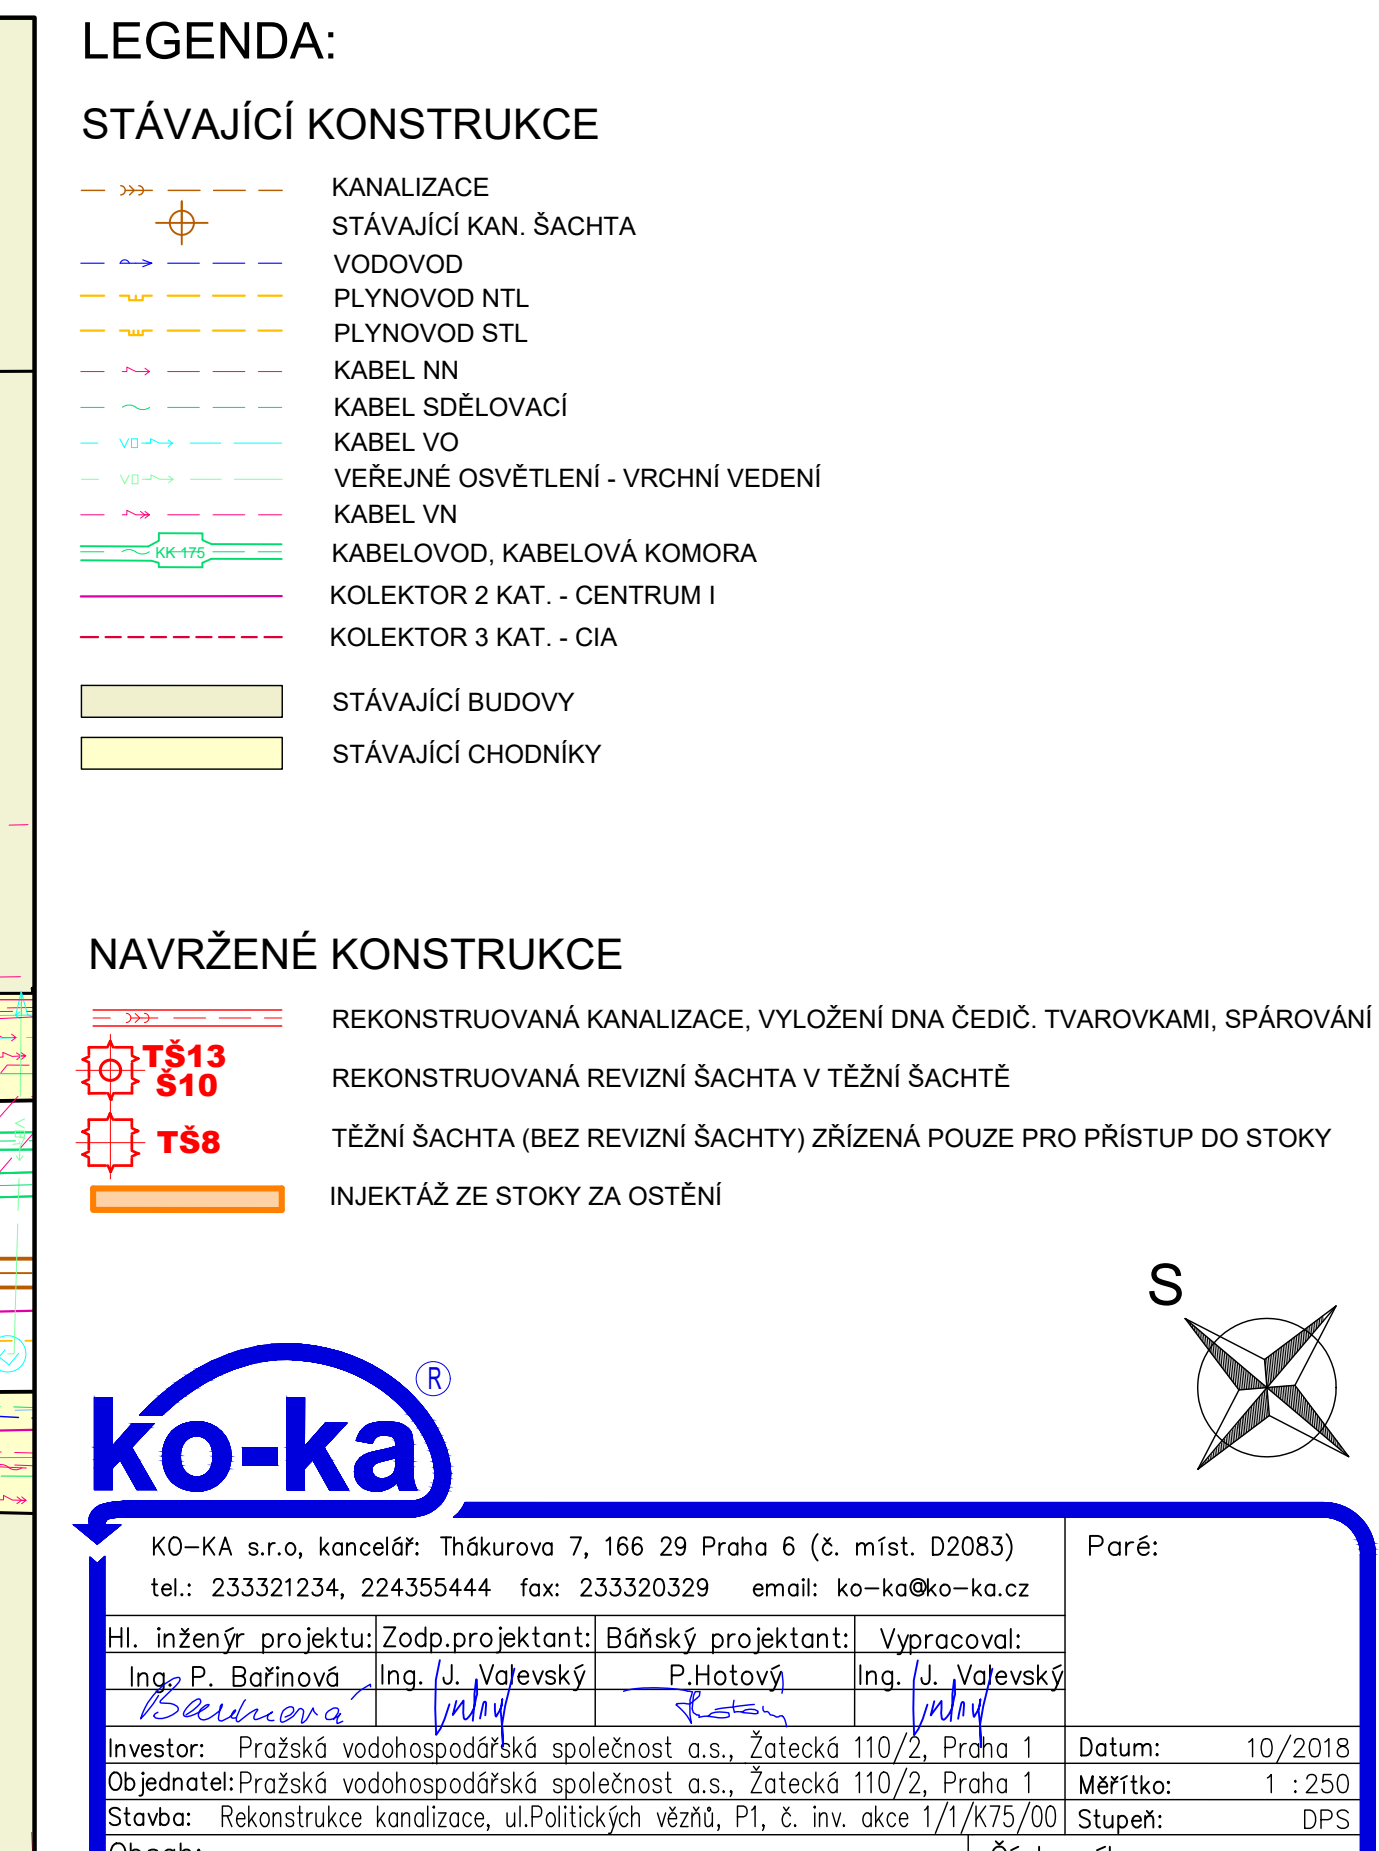 LEGENDA:
STÁVAJÍCÍ KONSTRUKCE
KANALIZACE
STÁVAJÍCÍ KAN. ŠACHTA
VODOVOD
PLYNOVOD NTL
PLYNOVOD STL
KABEL NN
KABEL SDĚLOVACÍ
KABEL VO
VEŘEJNÉ OSVĚTLENÍ - VRCHNÍ VEDENÍ
KABEL VN
KK 175 KABELOVOD, KABELOVÁ KOMORA
KOLEKTOR 2 KAT. - CENTRUM I
KOLEKTOR 3 KAT. - CIA
STÁVAJÍCÍ BUDOVY
STÁVAJÍCÍ CHODNÍKY
NAVRŽENÉ KONSTRUKCE
REKONSTRUOVANÁ KANALIZACE, VYLOŽENÍ DNA ČEDIČ. TVAROVKAMI, SPÁROVÁNÍ
TŠ13
Š10 REKONSTRUOVANÁ REVIZNÍ ŠACHTA V TĚŽNÍ ŠACHTĚ
TŠ8 TĚŽNÍ ŠACHTA (BEZ REVIZNÍ ŠACHTY) ZŘÍZENÁ POUZE PRO PŘÍSTUP DO STOKY
INJEKTÁŽ ZE STOKY ZA OSTĚNÍ
S
ko-ka ®
KO-KA s.r.o, kancelář: Thákurova 7, 166 29 Praha 6 (č. míst. D2083) Paré:
tel.: 233321234, 224355444 fax: 233320329 email: ko-ka@ko-ka.cz
Hl. inženýr projektu: Zodp.projektant: Báňský projektant: Vypracoval:
Ing. P. Bařinová Ing. J. Valevský P.Hotový Ing. J. Valevský
Investor: Pražská vodohospodářská společnost a.s., Žatecká 110/2, Praha 1 Datum: 10/2018
Objednatel: Pražská vodohospodářská společnost a.s., Žatecká 110/2, Praha 1 Měřítko: 1 :250
Stavba: Rekonstrukce kanalizace, ul.Politických vězňů, P1, č. inv. akce 1/1/K75/00 Stupeň: DPS